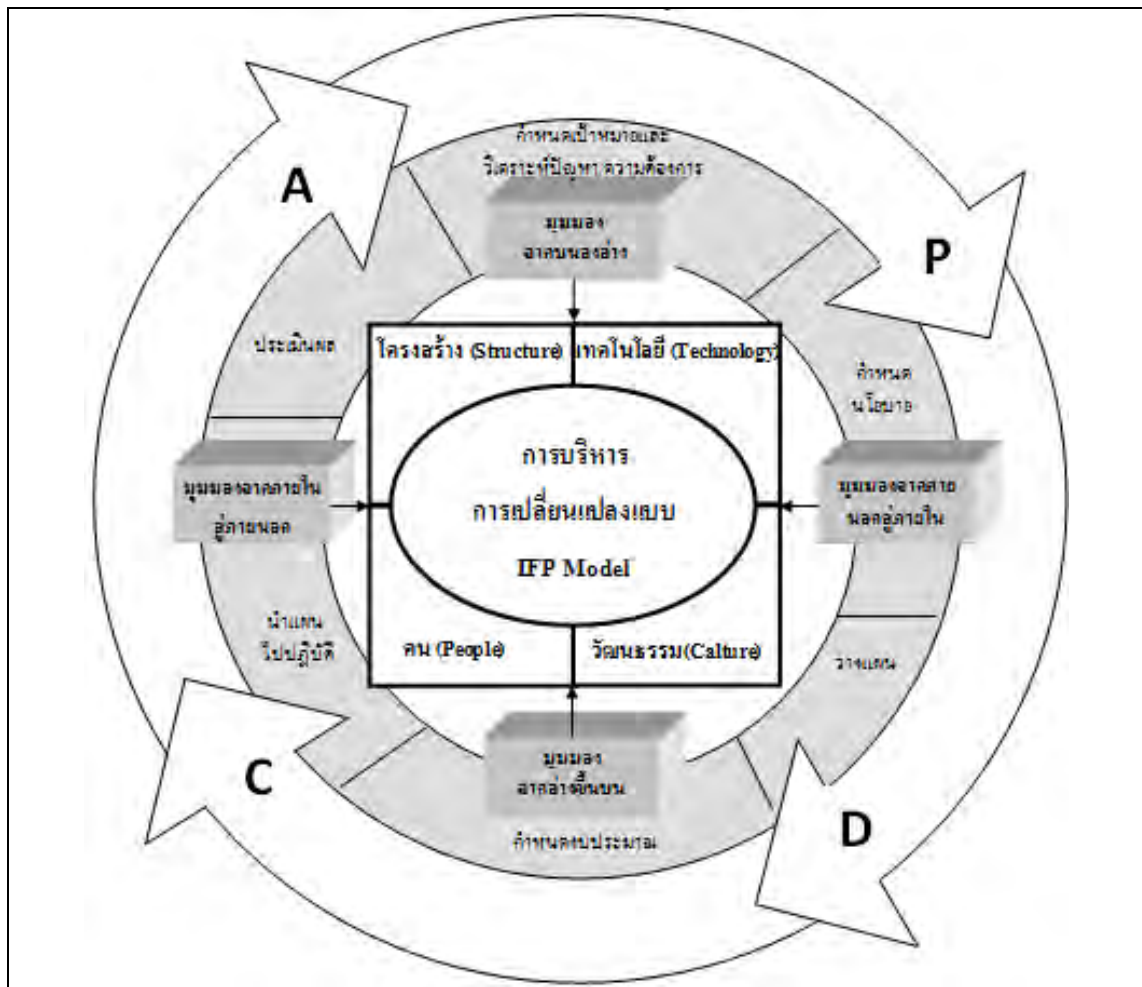 A
P
กำหนดเป้าหมายและ
วิเคราะห์ปัญหา ความต้องการ
มุมมอง
จากบนลงล่าง
ประเมินผล
โครงสร้าง (Structure)
เทคโนโลยี (Technology)
กำหนด
นโยบาย
การบริหาร
การเปลี่ยนแปลงแบบ
IFP Model
มุมมองจากภายใน
สู่ภายนอก
มุมมองจากภาย
นอกสู่ภายใน
นำแผน
ไปปฏิบัติ
คน (People)
วัฒนธรรม(Calture)
วางแผน
มุมมอง
จากล่างขึ้นบน
กำหนดงบประมาณ
C
D